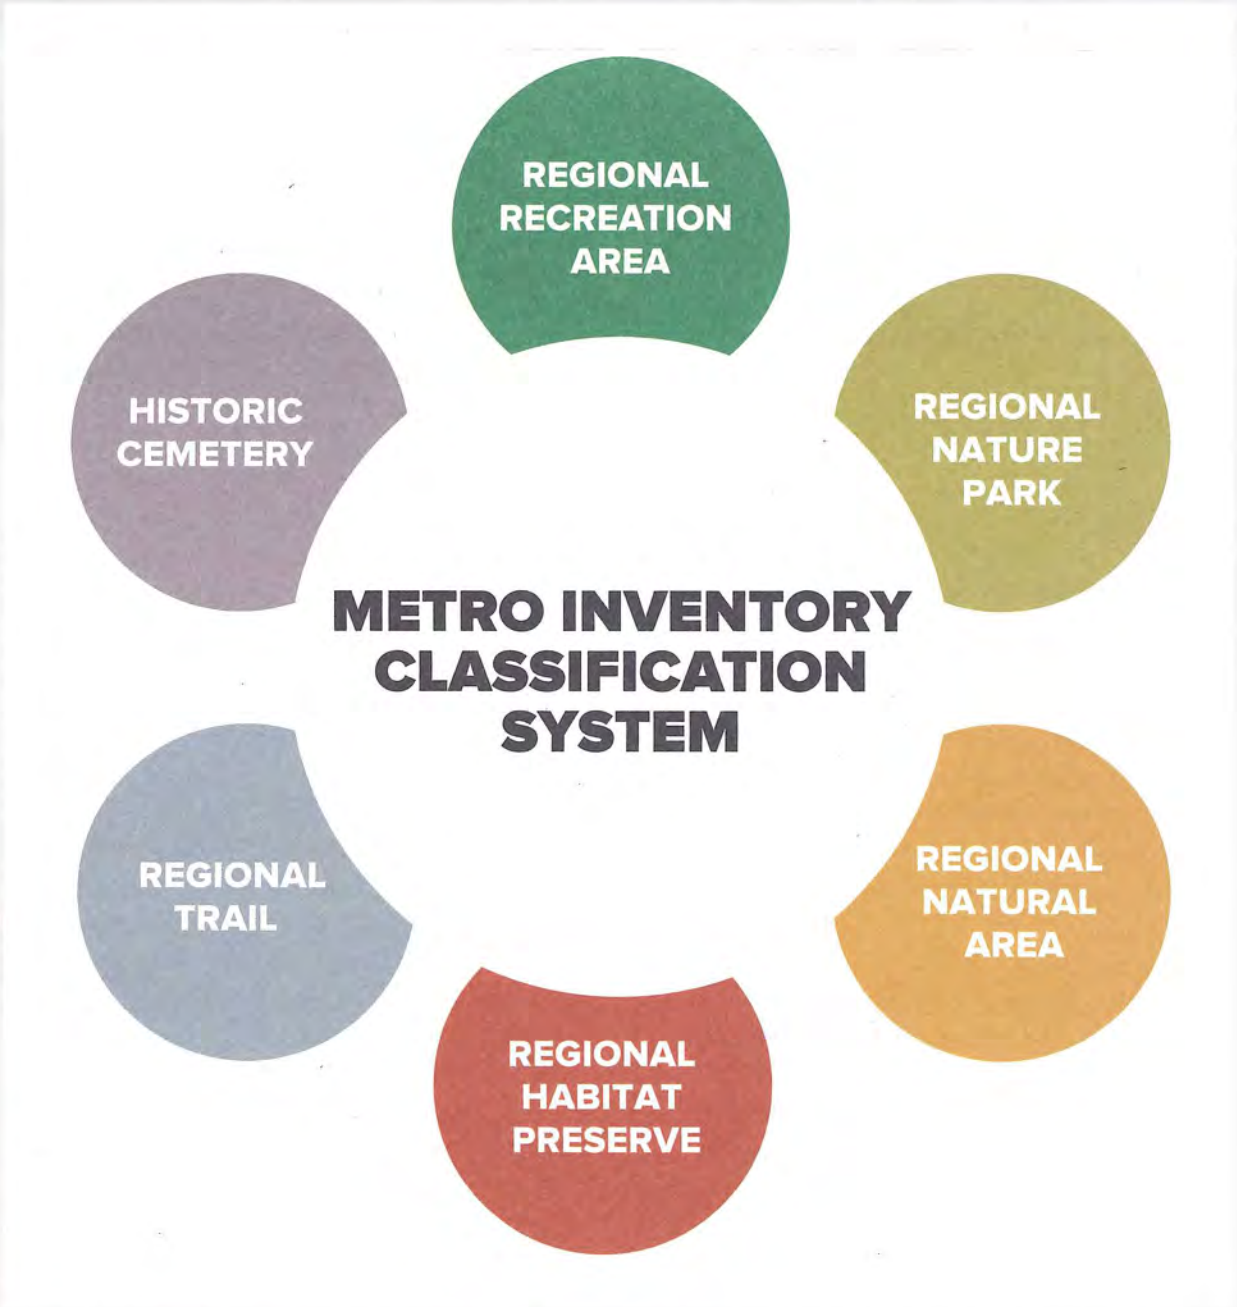 REGIONAL
RECREATION
AREA
HISTORIC
CEMETERY
REGIONAL
NATURE
PARK
METRO INVENTORY
CLASSIFICATION
SYSTEM
REGIONAL
TRAIL
REGIONAL
NATURAL
AREA
REGIONAL
HABITAT
PRESERVE